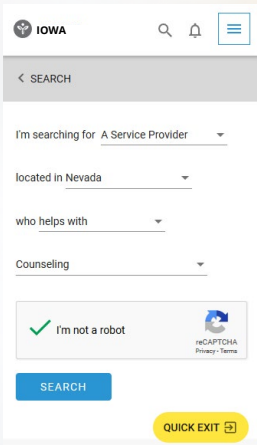 IOWA
SEARCH
I'm searching for A Service Provider
located in Nevada
who helps with
Counseling
I'm not a robot
reCAPTCHA
Privacy - Terms
SEARCH
QUICK EXIT